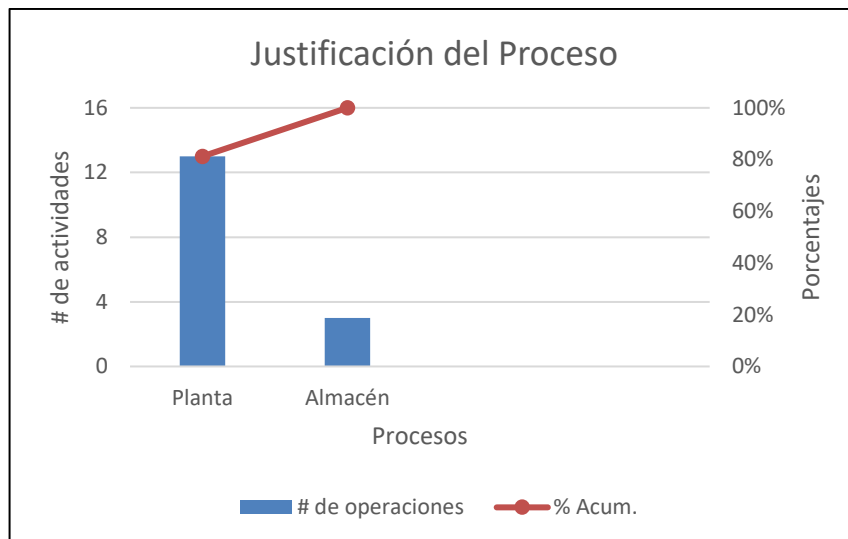 Justificación del Proceso
16
12
8
4
0
# de actividades
100%
80%
60%
40%
20%
0%
Porcentajes
Planta Almacén
Procesos
# de operaciones % Acum.